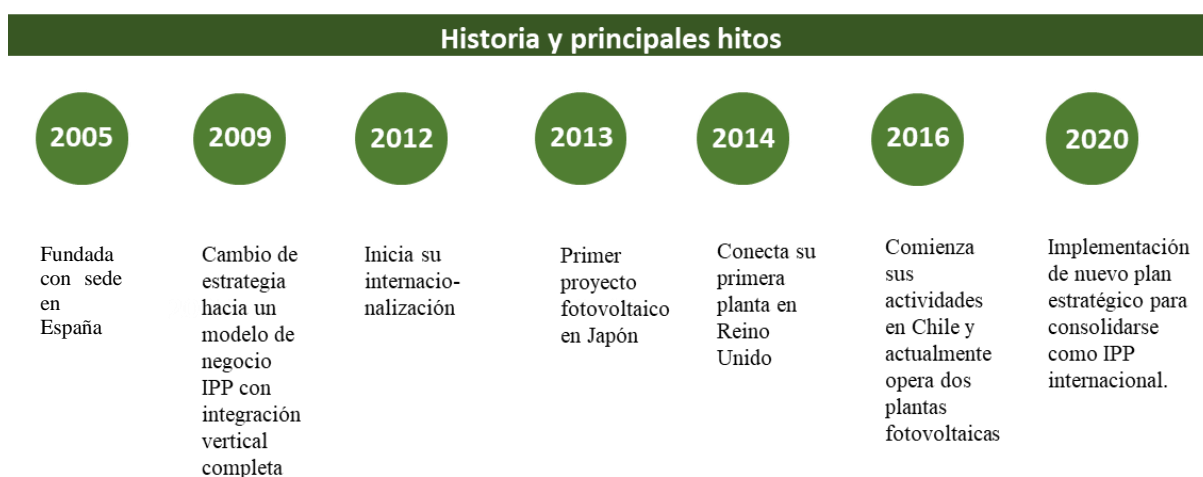 Historia y principales hitos
2005
2009
2012
2013
2014
2016
2020
Fundada
con sede
en
España
Cambio de
estrategia
hacia un
modelo de
negocio
IPP con
integración
vertical
completa
Inicia su
internacio-
nalización
Primer
proyecto
fotovoltaico
en Japón
Conecta su
primera
planta en
Reino
Unido
Comienza
sus
actividades
en Chile y
actualmente
opera dos
plantas
fotovoltaicas
Implementación
de nuevo plan
estratégico para
consolidarse
como IPP
internacional.